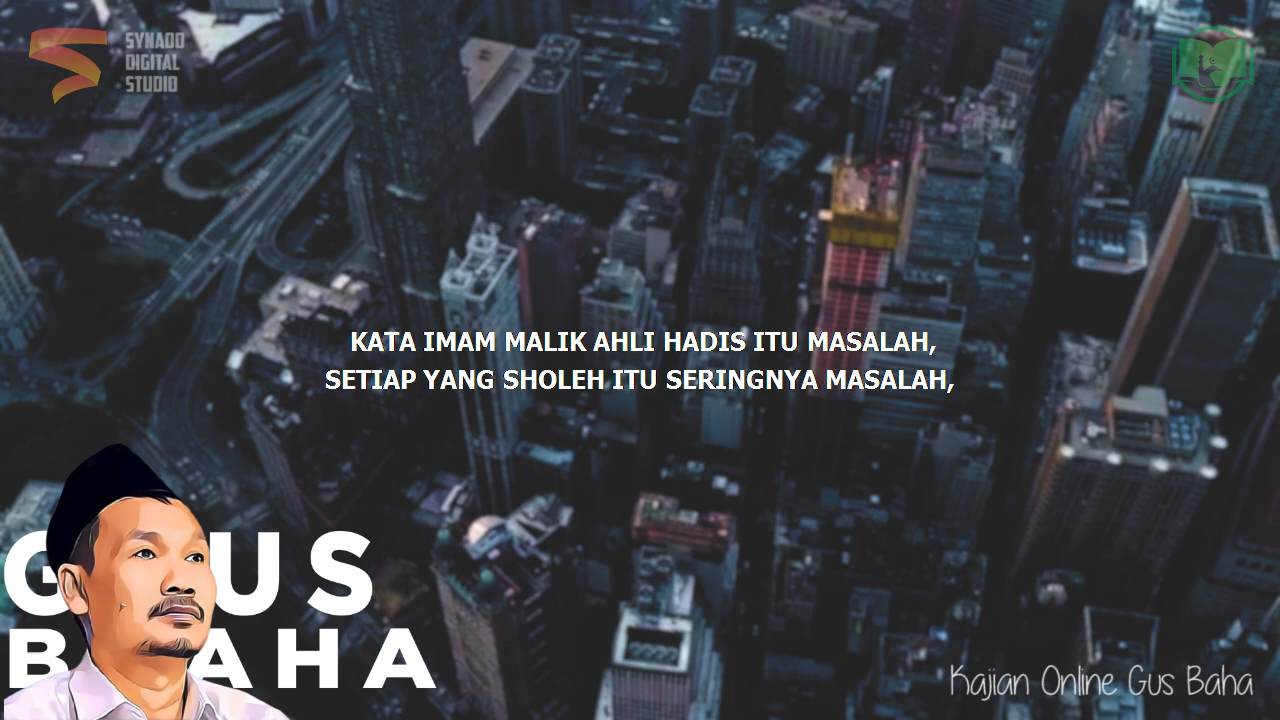 SYNADO
DIGITAL
STUDIO
KATA IMAM MALIK AHLI HADIS ITU MASALAH,
SETIAP YANG SHOLEH ITU SERINGNYA MASALAH,
GUS
BAHA
Kajian Online Gus Baha